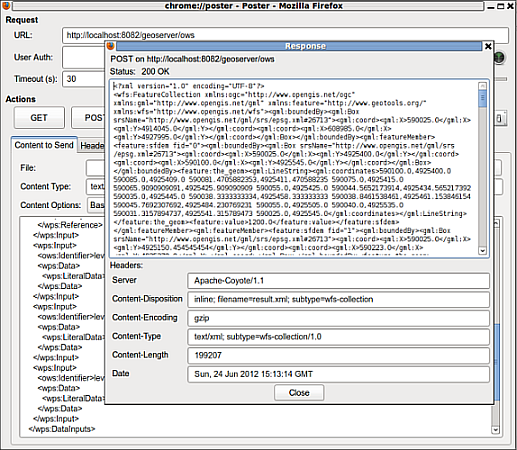 chrome://poster - Poster - Mozilla Firefox
Request
URL: http://localhost:8082/geoserver/ows
User Auth:
Timeout (s): 30
Actions
GET POST
Content to Send Heade
File:
Content Type: text/
Content Options: Bas
</wps:Reference>
</wps:Input>
<wps:Input>
<ows:Identifier>lev
<wps:Data>
<wps:LiteralData>
</wps:Data>
</wps:Input>
<wps:Input>
<ows:Identifier>lev
<wps:Data>
<wps:LiteralData>
</wps:Data>
</wps:Input>
<wps:Input>
<ows:Identifier>lev
<wps:Data>
<wps:LiteralData>
</wps:Data>
</wps:Input>
</wps:DataInputs>
Response
POST on http://localhost:8082/geoserver/ows
Status: 200 OK
<?xml version="1.0" encoding="UTF-8"?>
<wfs:FeatureCollection xmlns:ogc="http://www.opengis.net/ogc"
xmlns:gml="http://www.opengis.net/gml" xmlns:feature="http://www.geotools.org/"
xmlns:wfs="http://www.opengis.net/wfs"><gml:boundedBy><gml:Box
srsName="http://www.opengis.net/gml/srs/epsg.xml#26713"><gml:coord><gml:X>590025.0</gml:X>
<gml:Y>4914045.0</gml:Y></gml:coord><gml:coord><gml:X>608985.0</gml:X>
<gml:Y>4927995.0</gml:Y></gml:coord></gml:Box></gml:boundedBy><gml:featureMember>
<feature:sfdem fid="0"><gml:boundedBy><gml:Box srsName="http://www.opengis.net/gml/srs
/epsg.xml#26713"><gml:coord><gml:X>590025.0</gml:X><gml:Y>4925400.0</gml:Y></gml:coord>
<gml:coord><gml:X>590100.0</gml:X><gml:Y>4925545.0</gml:Y></gml:coord></gml:Box>
</gml:boundedBy><feature:the_geom><gml:LineString><gml:coordinates>590100.0,4925400.0
590085.0,4925409.0 590081.4705882353,4925411.470588235 590075.0,4925415.0
590065.9090909091,4925425.909090909 590055.0,4925425.0 590044.5652173914,4925434.565217392
590035.0,4925445.0 590038.3333333334,4925458.333333333 590038.8461538461,4925461.153846154
590045.7692307692,4925484.230769231 590055.0,4925505.0 590040.0,4925535.0
590031.3157894737,4925541.315789473 590025.0,4925545.0</gml:coordinates></gml:LineString>
</feature:the_geom><feature:value>1200.0</feature:value></feature:sfdem>
</gml:featureMember><gml:featureMember><feature:sfdem fid="1"><gml:boundedBy><gml:Box
srsName="http://www.opengis.net/gml/srs/epsg.xml#26713"><gml:coord><gml:X>590025.0</gml:X>
<gml:Y>4925150.454545454</gml:Y></gml:coord><gml:coord><gml:X>590223.0</gml:X>
Headers:
Server Apache-Coyote/1.1
Content-Disposition inline; filename=result.xml; subtype=wfs-collection
Content-Encoding gzip
Content-Type text/xml; subtype=wfs-collection/1.0
Content-Length 199207
Date Sun, 24 Jun 2012 15:13:14 GMT
Close